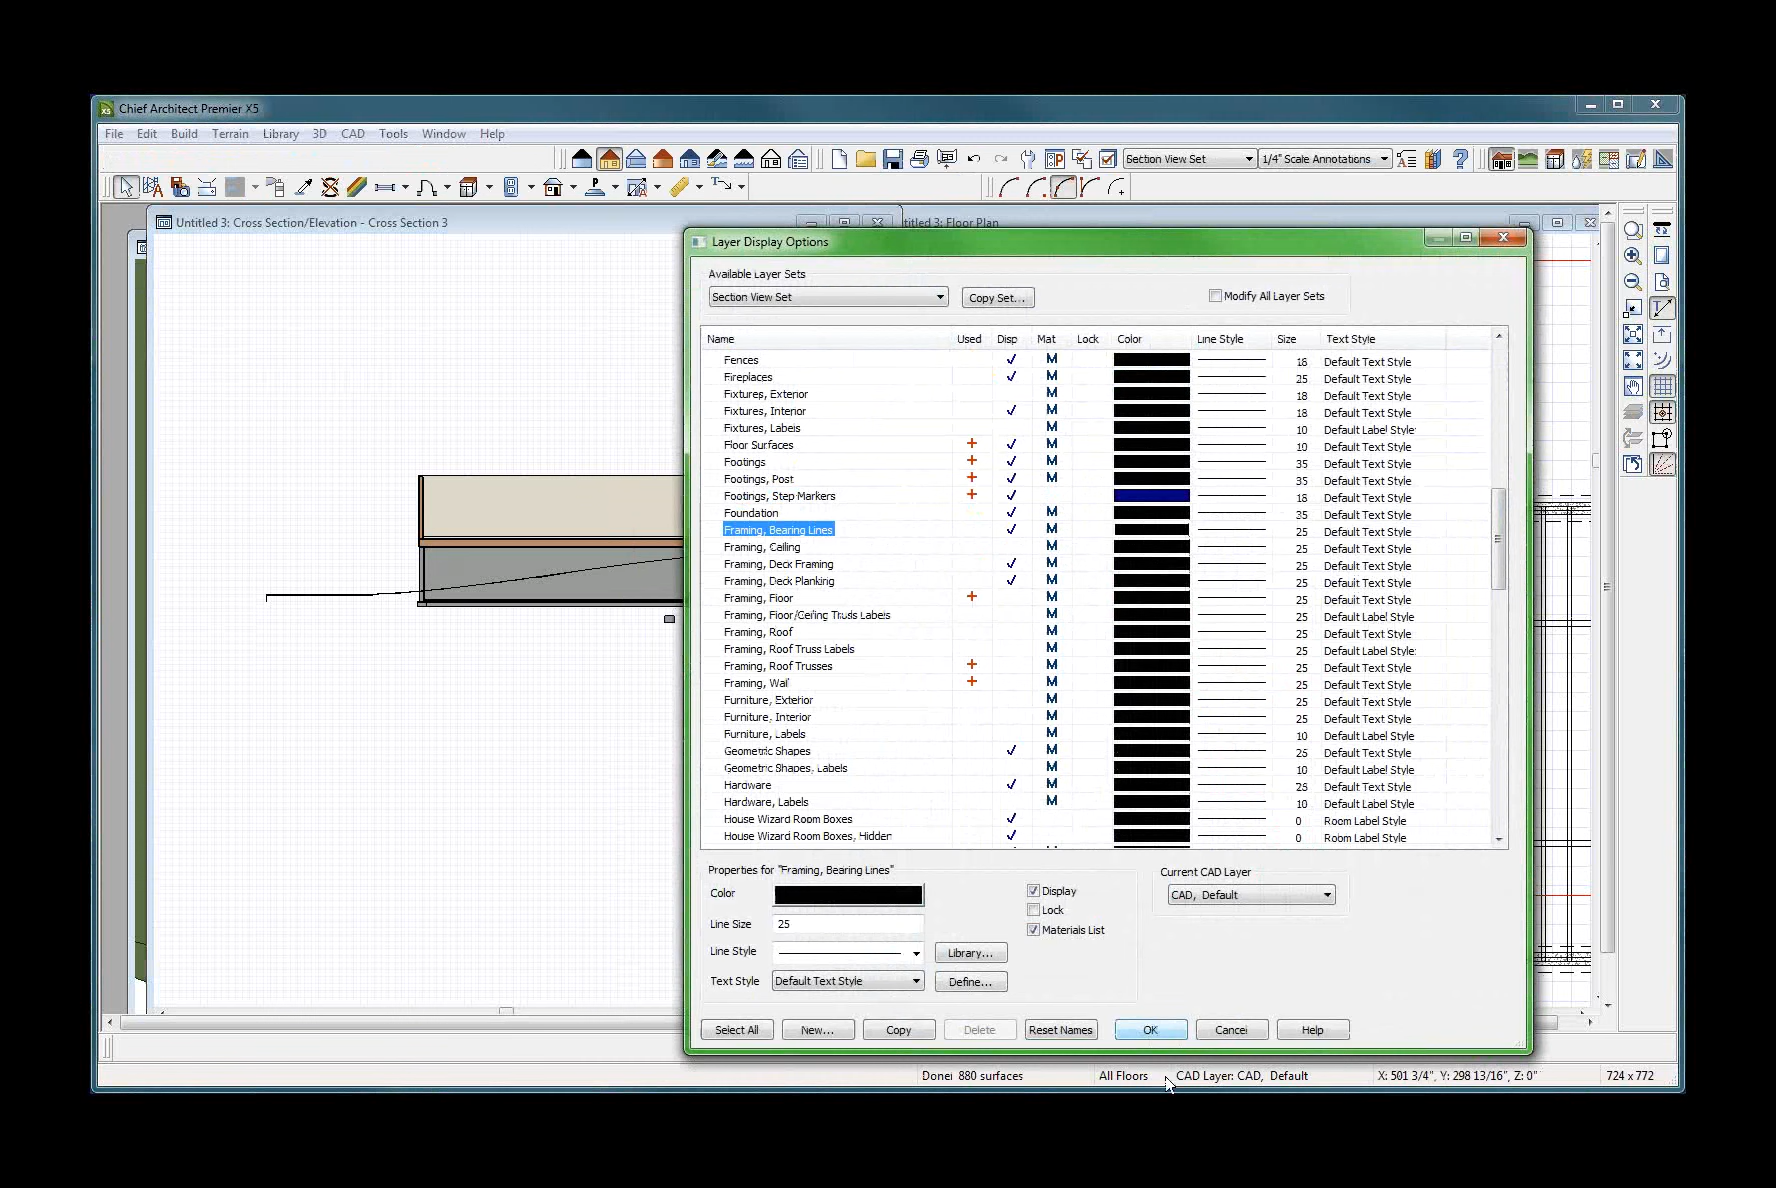 Chief Architect Premier X5
File Edit Build Terrain Library 3D CAD Tools Window Help
Section View Set 1/4" Scale Annotations
Untitled 3: Cross Section/Elevation - Cross Section 3
titled 3: Floor Plan
Layer Display Options
Available Layer Sets
Section View Set Copy Set... Modify All Layer Sets
Name Used Disp Mat Lock Color Line Style Size Text Style
Fences M 18 Default Text Style
Fireplaces M 25 Default Text Style
Fixtures, Exterior M 18 Default Text Style
Fixtures, Interior M 18 Default Text Style
Fixtures, Labels M 10 Default Label Style
Floor Surfaces + M 10 Default Text Style
Footings + M 35 Default Text Style
Footings, Post + M 35 Default Text Style
Footings, Step Markers + 18 Default Text Style
Foundation M 35 Default Text Style
Framing, Bearing Lines M 25 Default Text Style
Framing, Ceiling M 25 Default Text Style
Framing, Deck Framing M 25 Default Text Style
Framing, Deck Planking M 25 Default Text Style
Framing, Floor + M 25 Default Text Style
Framing, Floor/Ceiling Truss Labels M 25 Default Label Style
Framing, Roof M 25 Default Text Style
Framing, Roof Truss Labels M 25 Default Label Style
Framing, Roof Trusses + M 25 Default Text Style
Framing, Wall + M 25 Default Text Style
Furniture, Exterior M 25 Default Text Style
Furniture, Interior M 25 Default Text Style
Furniture, Labels M 10 Default Label Style
Geometric Shapes M 25 Default Text Style
Geometric Shapes, Labels M 10 Default Label Style
Hardware M 25 Default Text Style
Hardware, Labels M 10 Default Label Style
House Wizard Room Boxes 0 Room Label Style
House Wizard Room Boxes, Hidden 0 Room Label Style
Properties for "Framing, Bearing Lines"
Color
Line Size 25
Line Style Library...
Text Style Default Text Style Define...
Display
Lock
Materials List
Current CAD Layer
CAD, Default
Select All New... Copy Delete Reset Names OK Cancel Help
Done! 880 surfaces All Floors CAD Layer: CAD, Default X: 501 3/4", Y: 298 13/16", Z: 0" 724 x 772